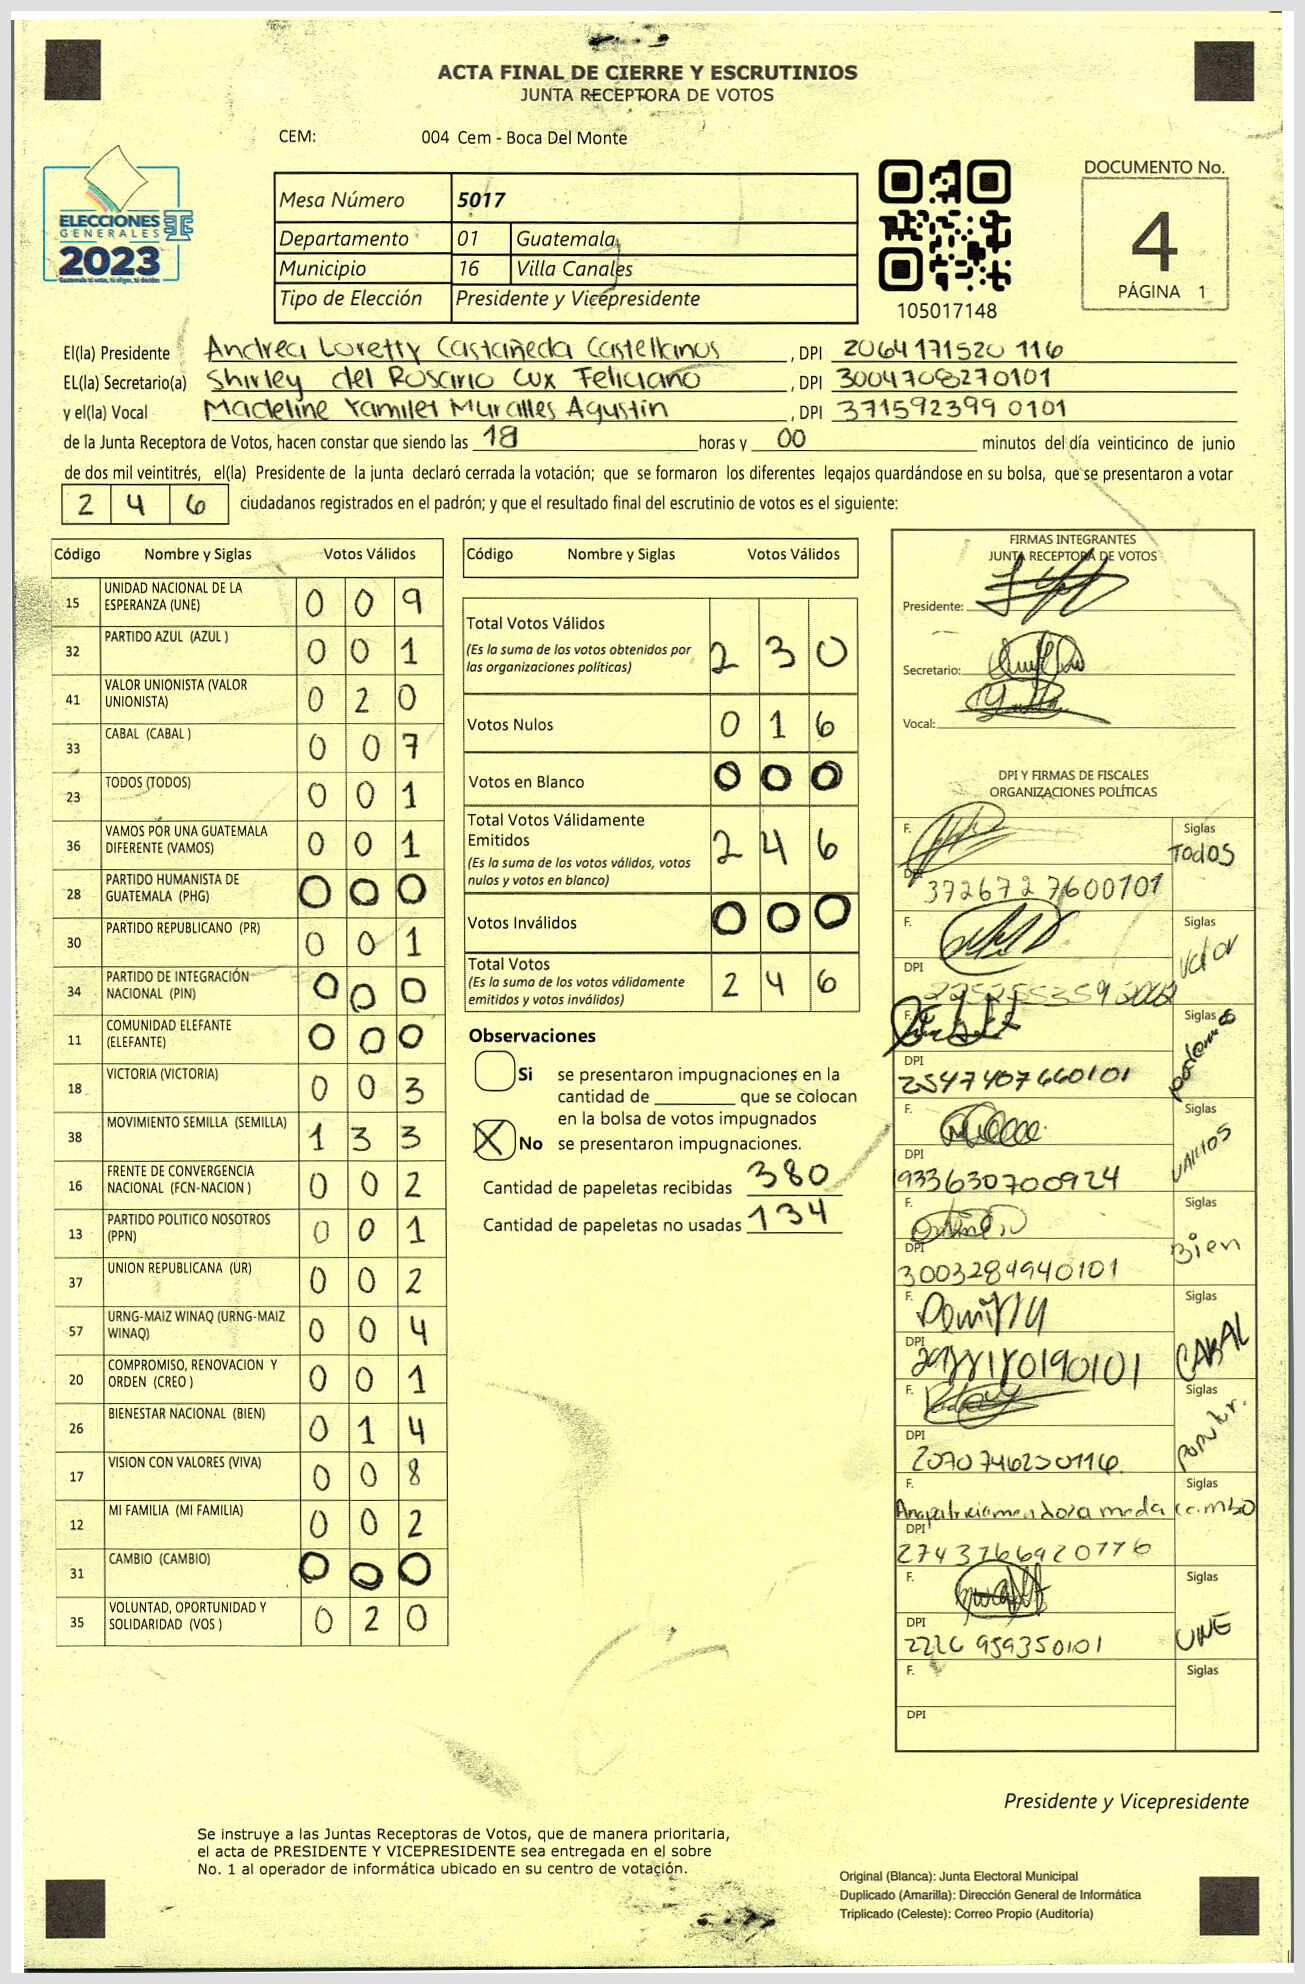 ACTA FINAL DE CIERRE Y ESCRUTINIOS
JUNTA RECEPTORA DE VOTOS
CEM: 004 Cem - Boca Del Monte
ELECCIONES
GENERALES
2023
Mesa Número 5017
Departamento 01 Guatemala
Municipio 16 Villa Canales
Tipo de Elección Presidente y Vicepresidente
105017148
DOCUMENTO No.
4
PÁGINA 1
El(la) Presidente Andrea Loretty Castañeda Castellanos , DPI 2064171520 116
EL(la) Secretario(a) Shirley del Rosario Cux Feliciano , DPI 3004708270101
y el(la) Vocal Madeline Yamilet Muralles Agustin , DPI 371592399 0101
de la Junta Receptora de Votos, hacen constar que siendo las 18 horas y 00 minutos del día veinticinco de junio
de dos mil veintitrés, el(la) Presidente de la junta declaró cerrada la votación; que se formaron los diferentes legajos guardándose en su bolsa, que se presentaron a votar
2 4 6 ciudadanos registrados en el padrón; y que el resultado final del escrutinio de votos es el siguiente:
Código Nombre y Siglas Votos Válidos
15 UNIDAD NACIONAL DE LA ESPERANZA (UNE) 0 0 9
32 PARTIDO AZUL (AZUL ) 0 0 1
41 VALOR UNIONISTA (VALOR UNIONISTA) 0 2 0
33 CABAL (CABAL ) 0 0 7
23 TODOS (TODOS) 0 0 1
36 VAMOS POR UNA GUATEMALA DIFERENTE (VAMOS) 0 0 1
28 PARTIDO HUMANISTA DE GUATEMALA (PHG) 0 0 0
30 PARTIDO REPUBLICANO (PR) 0 0 1
34 PARTIDO DE INTEGRACIÓN NACIONAL (PIN) 0 0 0
11 COMUNIDAD ELEFANTE (ELEFANTE) 0 0 0
18 VICTORIA (VICTORIA) 0 0 3
38 MOVIMIENTO SEMILLA (SEMILLA) 1 3 3
16 FRENTE DE CONVERGENCIA NACIONAL (FCN-NACION ) 0 0 2
13 PARTIDO POLITICO NOSOTROS (PPN) 0 0 1
37 UNION REPUBLICANA (UR) 0 0 2
57 URNG-MAIZ WINAQ (URNG-MAIZ WINAQ) 0 0 4
20 COMPROMISO, RENOVACION Y ORDEN (CREO ) 0 0 1
26 BIENESTAR NACIONAL (BIEN) 0 1 4
17 VISION CON VALORES (VIVA) 0 0 8
12 MI FAMILIA (MI FAMILIA) 0 0 2
31 CAMBIO (CAMBIO) 0 0 0
35 VOLUNTAD, OPORTUNIDAD Y SOLIDARIDAD (VOS ) 0 2 0
Código Nombre y Siglas Votos Válidos
Total Votos Válidos 2 3 0
(Es la suma de los votos obtenidos por
las organizaciones políticas)
Votos Nulos 0 1 6
Votos en Blanco 0 0 0
Total Votos Válidamente
Emitidos 2 4 6
(Es la suma de los votos válidos, votos
nulos y votos en blanco)
Votos Inválidos 0 0 0
Total Votos 2 4 6
(Es la suma de los votos válidamente
emitidos y votos inválidos)
Observaciones
Si se presentaron impugnaciones en la
cantidad de ________ que se colocan
en la bolsa de votos impugnados
X No se presentaron impugnaciones.
Cantidad de papeletas recibidas 380
Cantidad de papeletas no usadas 134
FIRMAS INTEGRANTES
JUNTA RECEPTORA DE VOTOS
Presidente:
Secretario:
Vocal:
DPI Y FIRMAS DE FISCALES
ORGANIZACIONES POLÍTICAS
F. Siglas
Todos
372672 7600101
F. Siglas
Valor
DPI
F. Siglas
podemos
DPI
2547407660101
F. Siglas
VAMOS
DPI
1933630700924
F. Siglas
Bien
DPI
3003284940101
F. Siglas
CABAL
DPI
F. Siglas
DPI
F. Siglas
DPI
F. Siglas
UNE
DPI
2226 959350101
F. Siglas
DPI
Presidente y Vicepresidente
Se instruye a las Juntas Receptoras de Votos, que de manera prioritaria,
el acta de PRESIDENTE Y VICEPRESIDENTE sea entregada en el sobre
No. 1 al operador de informática ubicado en su centro de votación.
Original (Blanca): Junta Electoral Municipal
Duplicado (Amarilla): Dirección General de Informática
Triplicado (Celeste): Correo Propio (Auditoría)